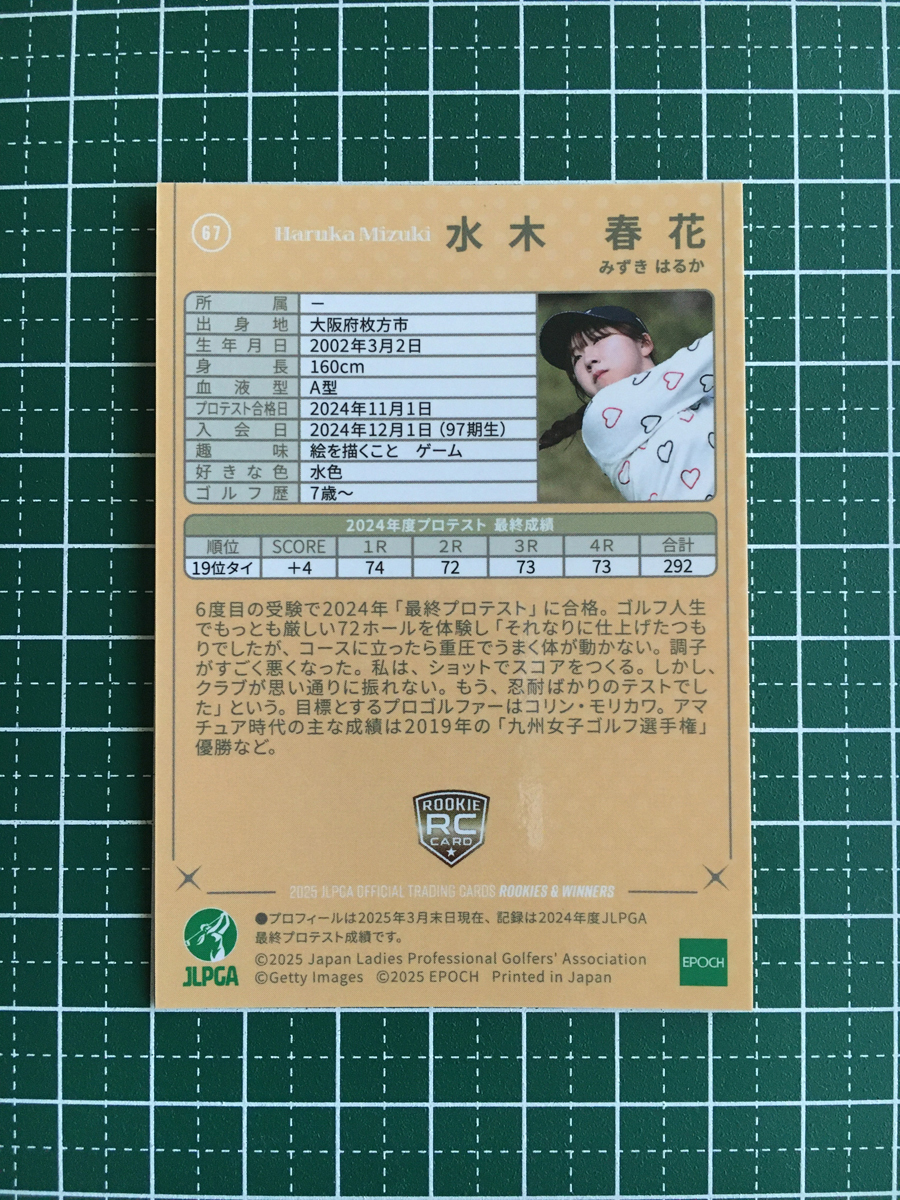 67 Haruka Mizuki 水木 春花
みずき はるか
所属 ー
出身地 大阪府枚方市
生年月日 2002年3月2日
身長 160cm
血液型 A型
プロテスト合格日 2024年11月1日
入会日 2024年12月1日（97期生）
趣味 絵を描くこと ゲーム
好きな色 水色
ゴルフ歴 7歳～
2024年度プロテスト 最終成績
順位 SCORE 1R 2R 3R 4R 合計
19位タイ +4 74 72 73 73 292
6度目の受験で2024年「最終プロテスト」に合格。ゴルフ人生
でもっとも厳しい72ホールを体験し「それなりに仕上げたつも
りでしたが、コースに立ったら重圧でうまく体が動かない。調子
がすごく悪くなった。私は、ショットでスコアをつくる。しかし、
クラブが思い通りに振れない。もう、忍耐ばかりのテストでし
た」という。目標とするプロゴルファーはコリン・モリカワ。アマ
チュア時代の主な成績は2019年の「九州女子ゴルフ選手権」
優勝など。
ROOKIE
RC
CARD
2025 JLPGA OFFICIAL TRADING CARDS ROOKIES & WINNERS
●プロフィールは2025年3月末日現在、記録は2024年度JLPGA
最終プロテスト成績です。
©2025 Japan Ladies Professional Golfers' Association
©Getty Images ©2025 EPOCH Printed in Japan
JLPGA
EPOCH